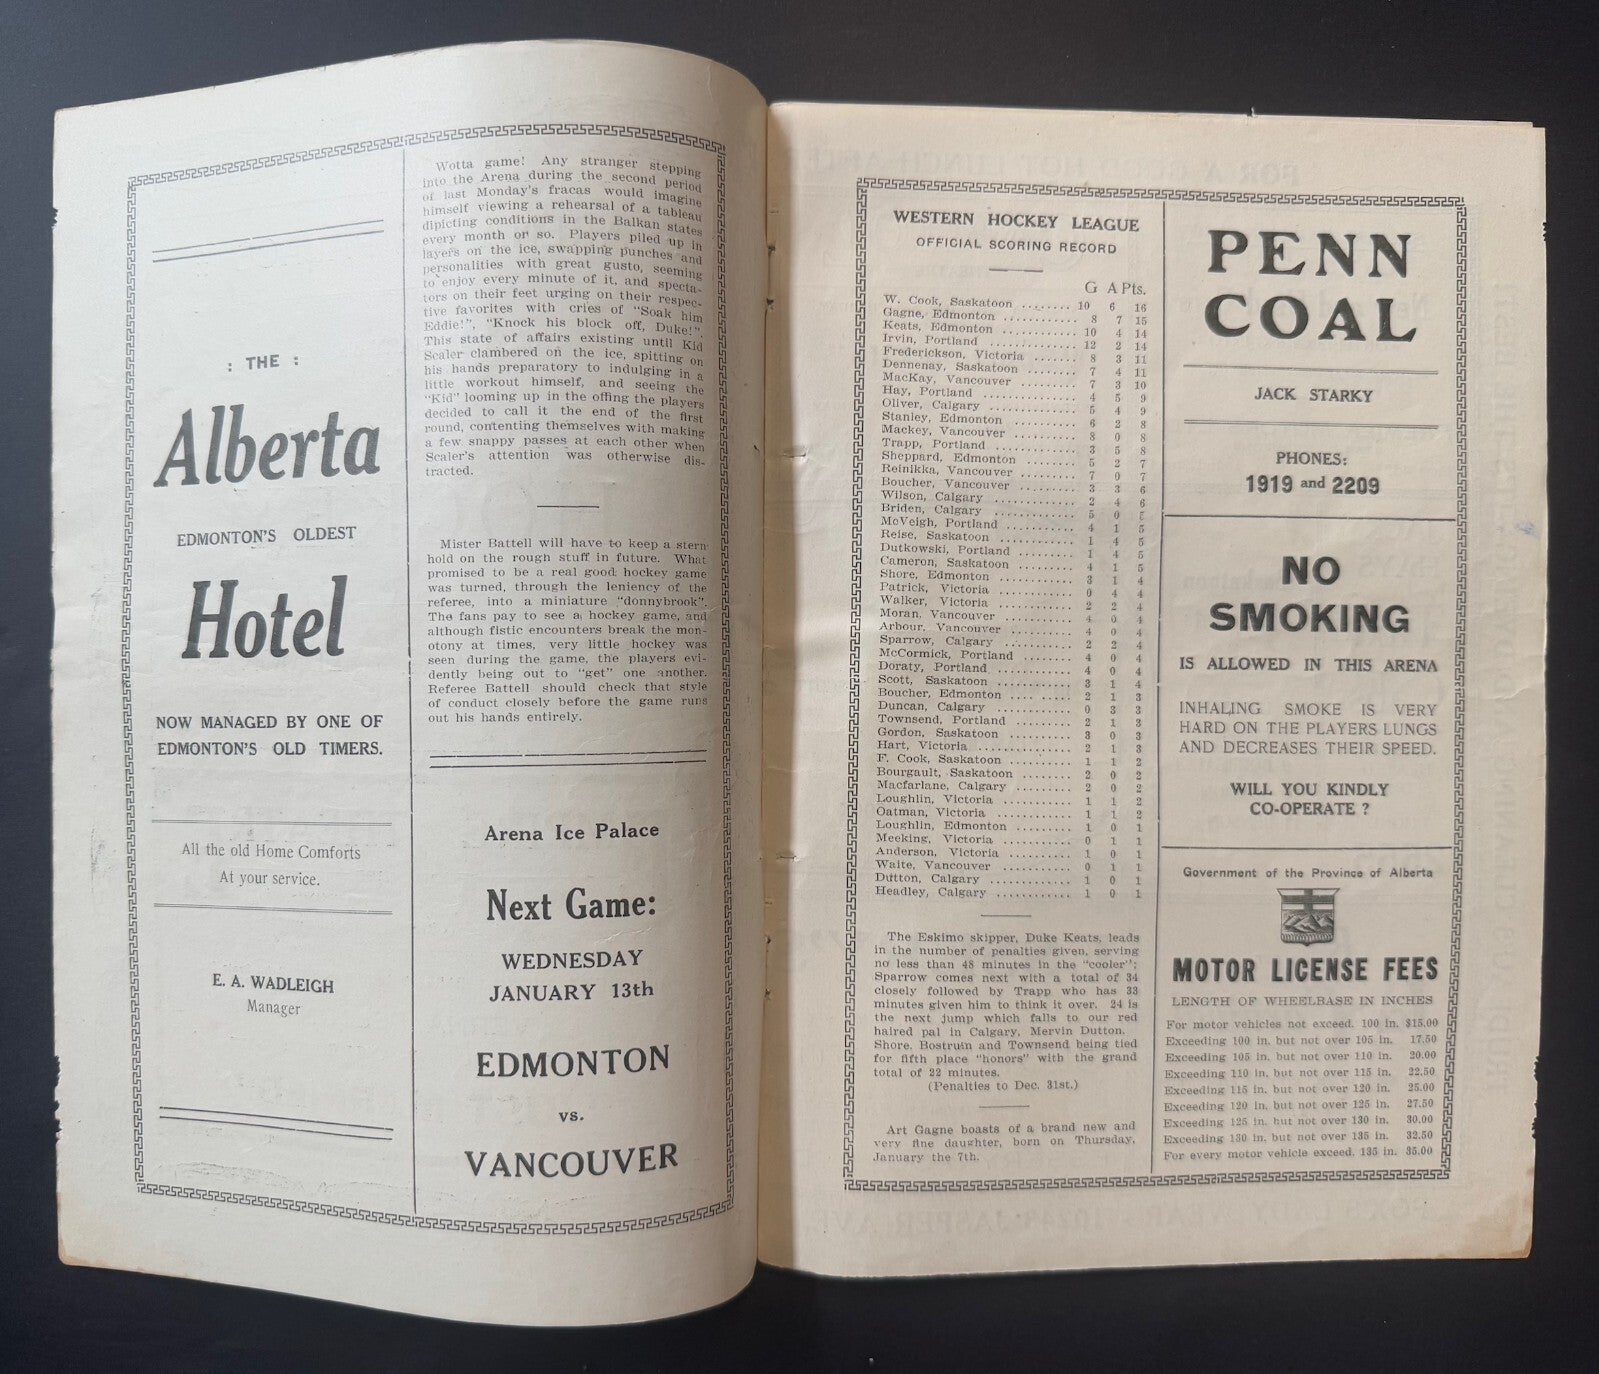 : THE :
Alberta
EDMONTON'S OLDEST
Hotel
NOW MANAGED BY ONE OF
EDMONTON'S OLD TIMERS.
All the old Home Comforts
At your service.
E. A. WADLEIGH
Manager
Wotta game! Any stranger stepping
into the Arena during the second period
of last Monday's fracas would imagine
himself viewing a rehearsal of a tableau
dipicting conditions in the Balkan states
every month or so. Players piled up in
layers on the ice, swapping punches and
personalities with great gusto, seeming
to enjoy every minute of it, and specta-
tors on their feet urging on their respec-
tive favorites with cries of "Soak him
Eddie!", "Knock his block off, Duke!".
This state of affairs existing until Kid
Scaler clambered on the ice, spitting on
his hands preparatory to indulging in a
little workout himself, and seeing the
"Kid" looming up in the offing the players
decided to call it the end of the first
round, contenting themselves with making
a few snappy passes at each other when
Scaler's attention was otherwise dis-
tracted.
Mister Battell will have to keep a stern
hold on the rough stuff in future. What
promised to be a real good hockey game
was turned, through the leniency of the
referee, into a miniature "donnybrook".
The fans pay to see a hockey game, and
although fistic encounters break the mon-
otony at times, very little hockey was
seen during the game, the players evi-
dently being out to "get" one another.
Referee Battell should check that style
of conduct closely before the game runs
out his hands entirely.
Arena Ice Palace
Next Game:
WEDNESDAY
JANUARY 13th
EDMONTON
vs.
VANCOUVER
WESTERN HOCKEY LEAGUE
OFFICIAL SCORING RECORD
G A Pts.
W. Cook, Saskatoon ........ 10 6 16
Gagne, Edmonton ............ 8 7 15
Keats, Edmonton ............ 10 4 14
Irvin, Portland .............. 12 2 14
Frederickson, Victoria ....... 8 3 11
Dennenay, Saskatoon ........ 7 4 11
MacKay, Vancouver ......... 7 3 10
Hay, Portland ............... 4 5 9
Oliver, Calgary .............. 5 4 9
Stanley, Edmonton .......... 6 2 8
Mackey, Vancouver ......... 8 0 8
Trapp, Portland ............. 3 5 8
Sheppard, Edmonton ........ 5 2 7
Reinikka, Vancouver ........ 7 0 7
Boucher, Vancouver ......... 3 3 6
Wilson, Calgary ............. 2 4 6
Briden, Calgary ............. 5 0 5
McVeigh, Portland .......... 4 1 5
Reise, Saskatoon ............ 1 4 5
Dutkowski, Portland ........ 1 4 5
Cameron, Saskatoon ......... 4 1 5
Shore, Edmonton ............ 3 1 4
Patrick, Victoria ............ 0 4 4
Walker, Victoria ............ 2 2 4
Moran, Vancouver .......... 4 0 4
Arbour, Vancouver .......... 4 0 4
Sparrow, Calgary ........... 2 2 4
McCormick, Portland ....... 4 0 4
Doraty, Portland ............ 4 0 4
Scott, Saskatoon ............ 3 1 4
Boucher, Edmonton ......... 2 1 3
Duncan, Calgary ............ 0 3 3
Townsend, Portland ........ 2 1 3
Gordon, Saskatoon .......... 3 0 3
Hart, Victoria ............... 2 1 3
F. Cook, Saskatoon ......... 1 1 2
Bourgault, Saskatoon ....... 2 0 2
Macfarlane, Calgary ........ 2 0 2
Loughlin, Victoria ........... 1 1 2
Oatman, Victoria ............ 1 1 2
Loughlin, Edmonton ........ 1 0 1
Meeking, Victoria ........... 0 1 1
Anderson, Victoria .......... 1 0 1
Waite, Vancouver ........... 0 1 1
Dutton, Calgary ............. 1 0 1
Headley, Calgary ............ 1 0 1
The Eskimo skipper, Duke Keats, leads
in the number of penalties given, serving
no less than 48 minutes in the "cooler";
Sparrow comes next with a total of 34
closely followed by Trapp who has 33
minutes given him to think it over. 24 is
the next jump which falls to our red
haired pal in Calgary, Mervin Dutton.
Shore, Bostruin and Townsend being tied
for fifth place "honors" with the grand
total of 22 minutes.
(Penalties to Dec. 31st.)
Art Gagne boasts of a brand new and
very fine daughter, born on Thursday,
January the 7th.
PENN
COAL
JACK STARKY
PHONES:
1919 and 2209
NO
SMOKING
IS ALLOWED IN THIS ARENA
INHALING SMOKE IS VERY
HARD ON THE PLAYERS LUNGS
AND DECREASES THEIR SPEED.
WILL YOU KINDLY
CO-OPERATE ?
Government of the Province of Alberta
MOTOR LICENSE FEES
LENGTH OF WHEELBASE IN INCHES
For motor vehicles not exceed. 100 in. $15.00
Exceeding 100 in. but not over 105 in. 17.50
Exceeding 105 in. but not over 110 in. 20.00
Exceeding 110 in. but not over 115 in. 22.50
Exceeding 115 in. but not over 120 in. 25.00
Exceeding 120 in. but not over 125 in. 27.50
Exceeding 125 in. but not over 130 in. 30.00
Exceeding 130 in. but not over 135 in. 32.50
For every motor vehicle exceed. 135 in. 35.00